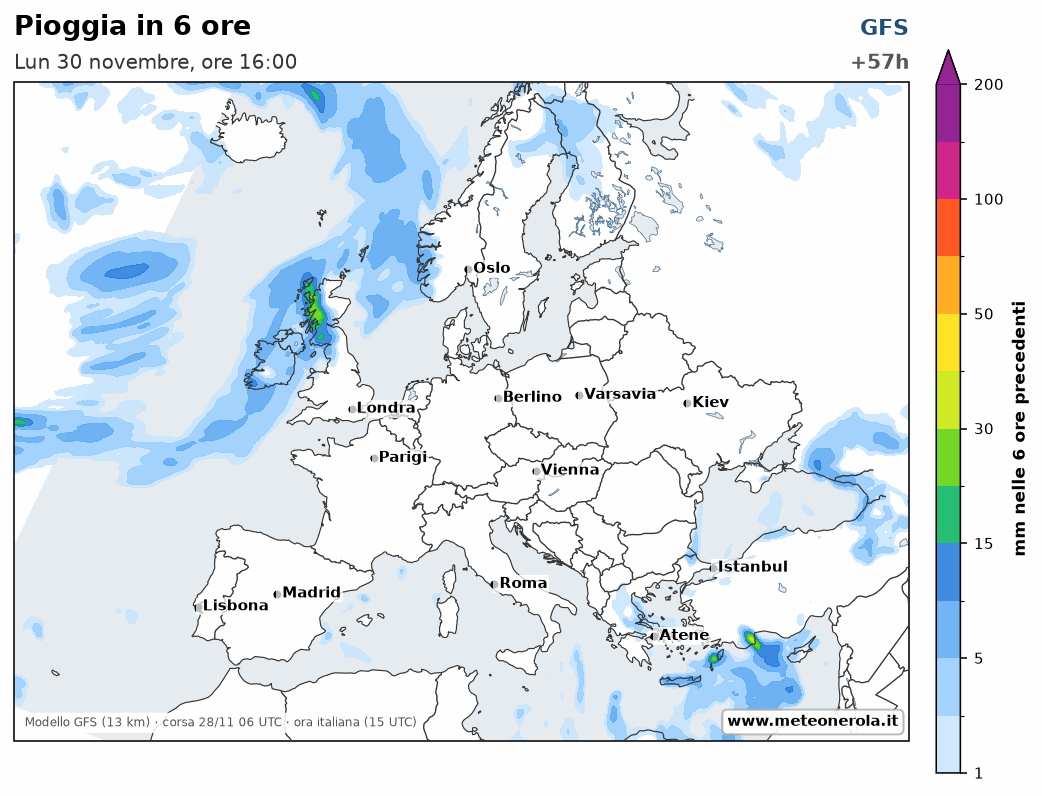 Pioggia in 6 ore
GFS
Lun 30 novembre, ore 16:00
+57h
200
100
50
30
15
5
1
mm nelle 6 ore precedenti
Oslo
Berlino
Varsavia
Kiev
Londra
Parigi
Vienna
Istanbul
Roma
Madrid
Lisbona
Atene
Modello GFS (13 km) · corsa 28/11 06 UTC · ora italiana (15 UTC)
www.meteonerola.it